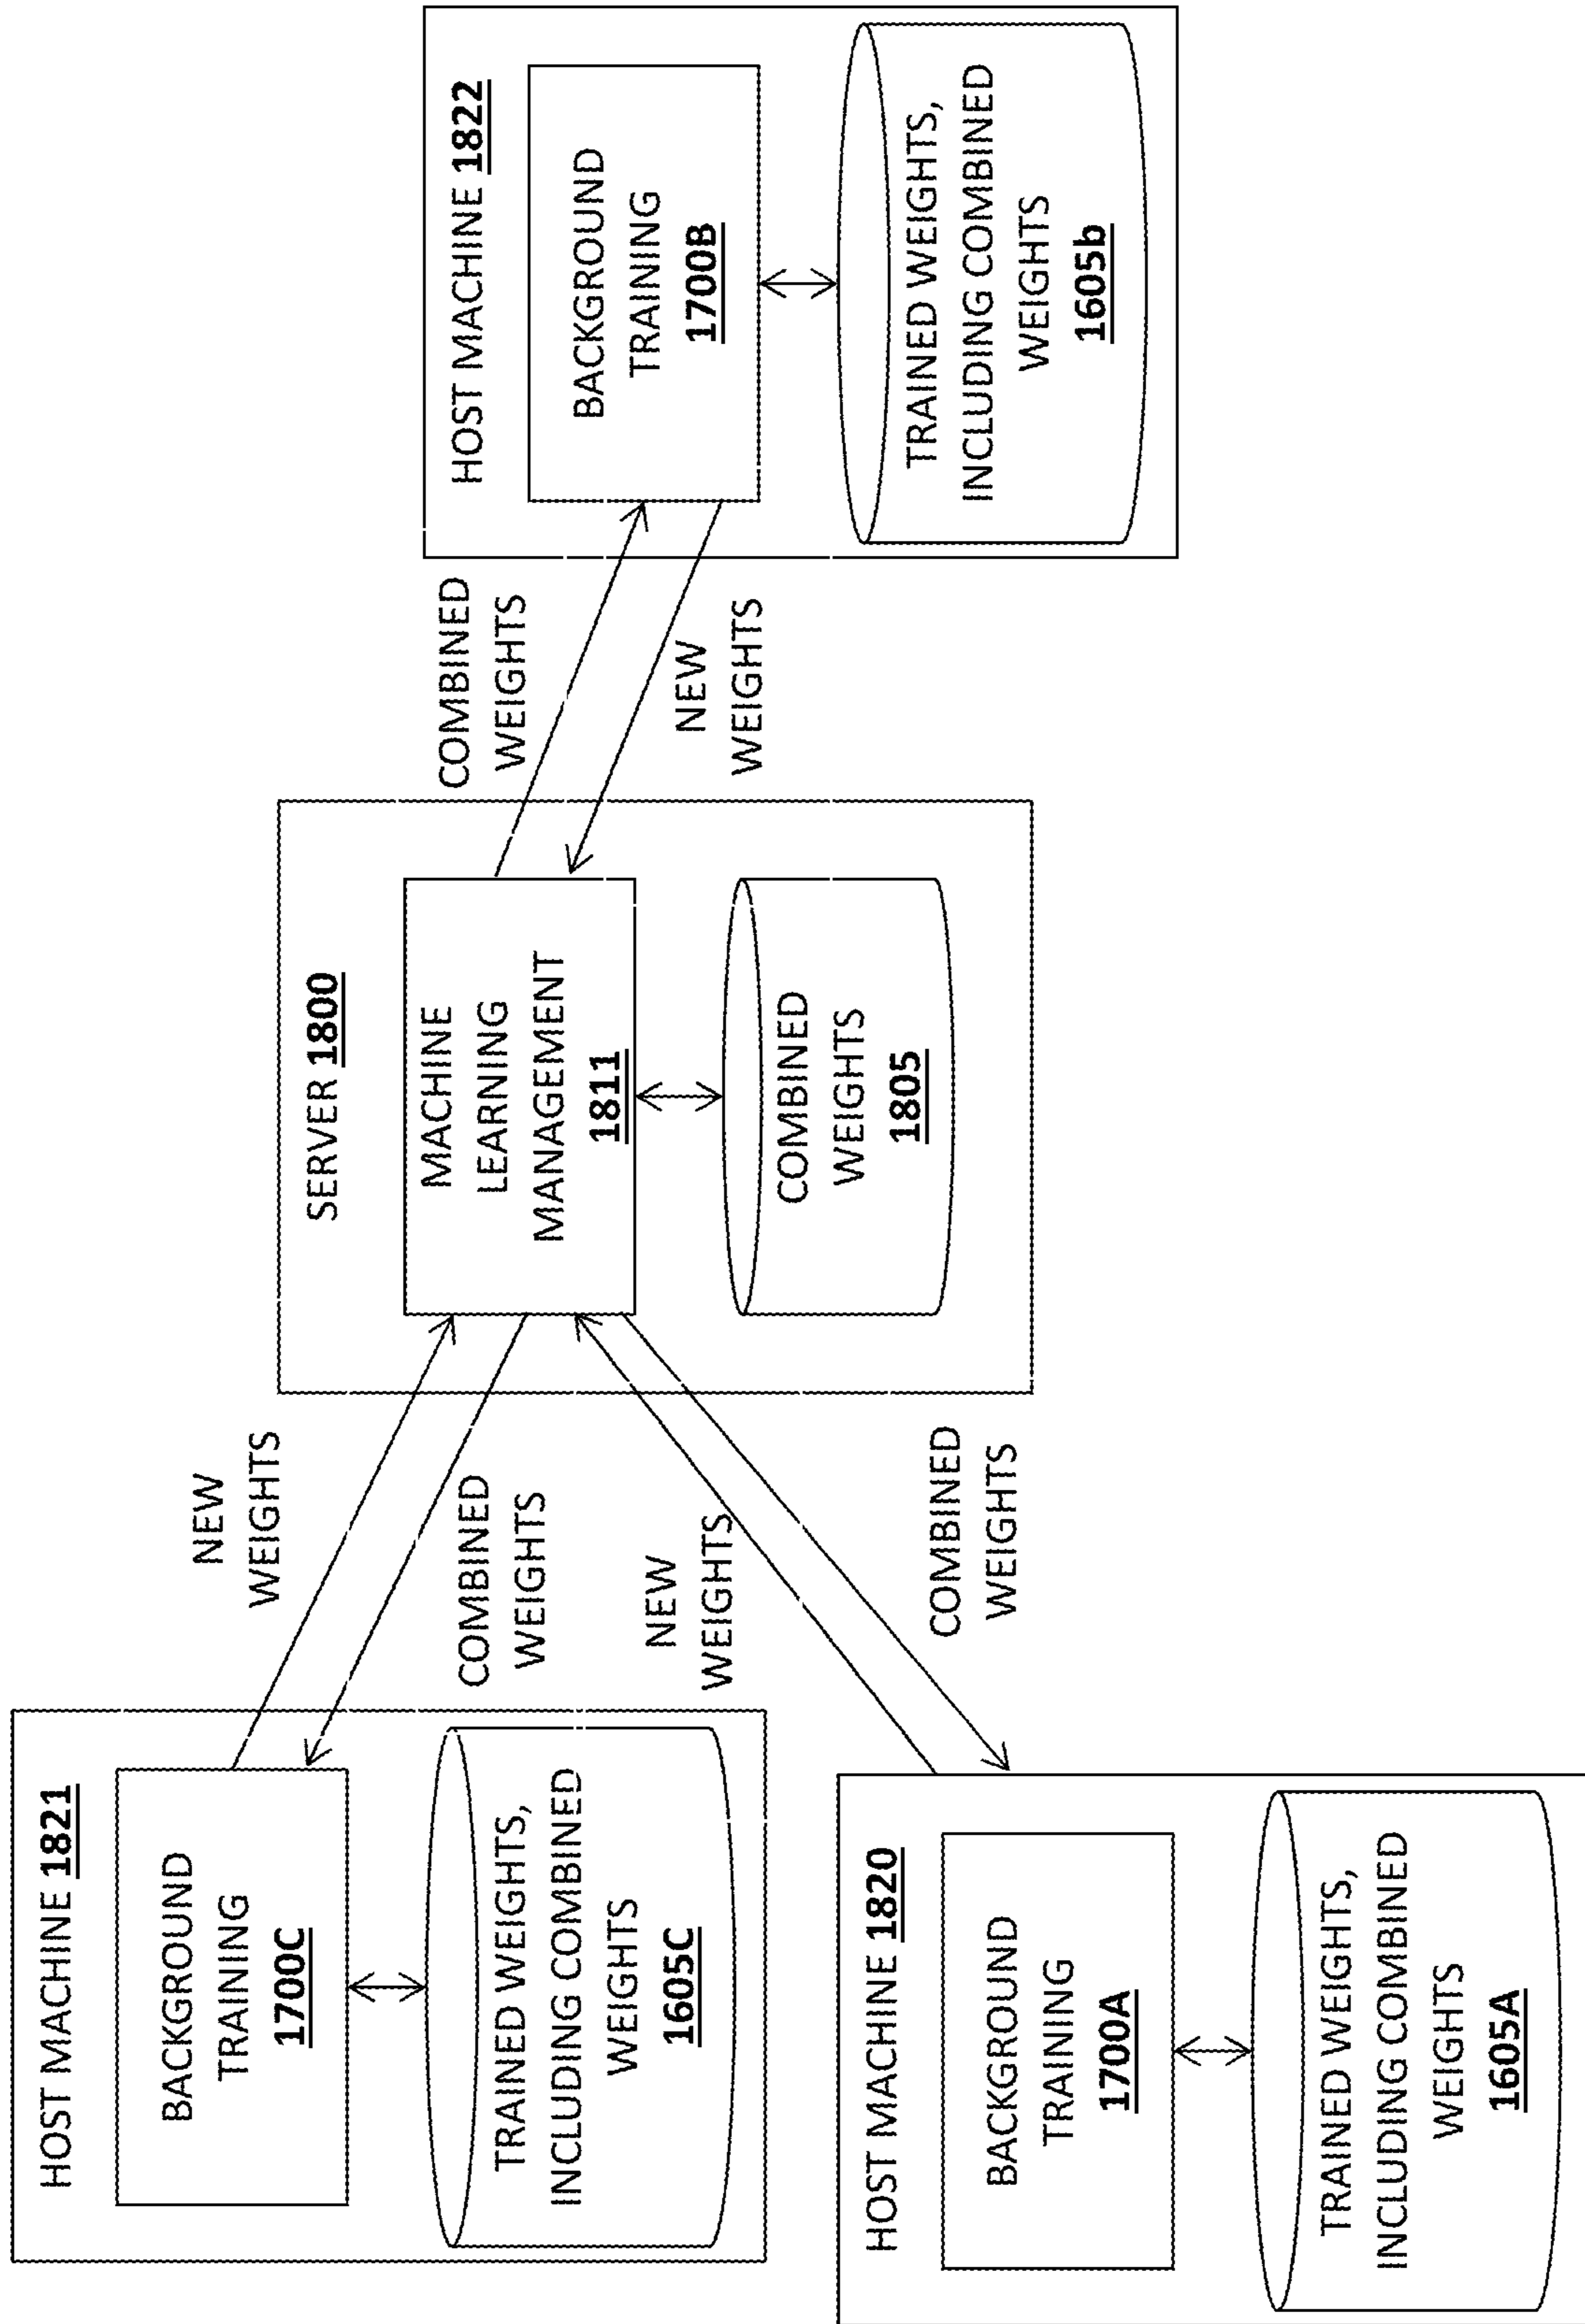 HOST MACHINE 1821
BACKGROUND
TRAINING
1700C
TRAINED WEIGHTS,
INCLUDING COMBINED
WEIGHTS
1605C
HOST MACHINE 1820
BACKGROUND
TRAINING
1700A
TRAINED WEIGHTS,
INCLUDING COMBINED
WEIGHTS
1605A
NEW
WEIGHTS
COMBINED
WEIGHTS
NEW
WEIGHTS
COMBINED
WEIGHTS
SERVER 1800
MACHINE
LEARNING
MANAGEMENT
1811
COMBINED
WEIGHTS
1805
COMBINED
WEIGHTS
NEW
WEIGHTS
HOST MACHINE 1822
BACKGROUND
TRAINING
1700B
TRAINED WEIGHTS,
INCLUDING COMBINED
WEIGHTS
1605b